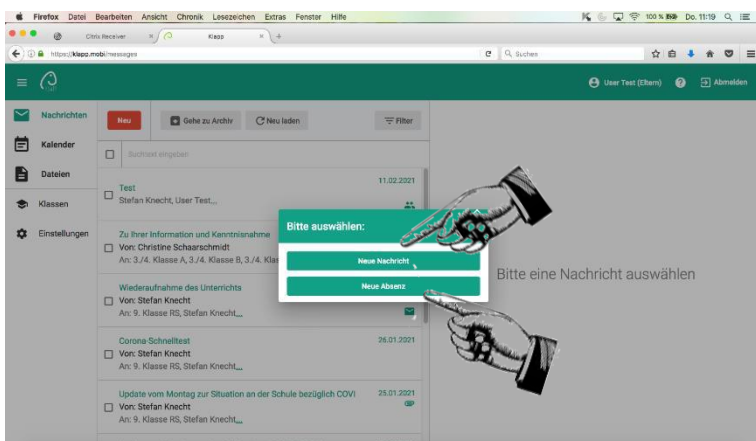 Firefox Datei Bearbeiten Ansicht Chronik Lesezeichen Extras Fenster Hilfe
100 % Do. 11:19
Citrix Receiver × Klapp × +
https://klapp.mobi/messages
Suchen
User Test (Eltern) Abmelden
Nachrichten
Kalender
Dateien
Klassen
Einstellungen
Neu Gehe zu Archiv Neu laden Filter
Suchtext eingeben
Test 11.02.2021
Stefan Knecht, User Test,,,
Zu Ihrer Information und Kenntnisnahme
Von: Christine Schaarschmidt
An: 3./4. Klasse A, 3./4. Klasse B, 3./4. Klas
Wiederaufnahme des Unterrichts
Von: Stefan Knecht
An: 9. Klasse RS, Stefan Knecht,,,
Corona-Schnelltest 26.01.2021
Von: Stefan Knecht
An: 9. Klasse RS, Stefan Knecht,,,
Update vom Montag zur Situation an der Schule bezüglich COVI 25.01.2021
Von: Stefan Knecht
An: 9. Klasse RS, Stefan Knecht,,,
Bitte auswählen:
Neue Nachricht
Neue Absenz
Bitte eine Nachricht auswählen